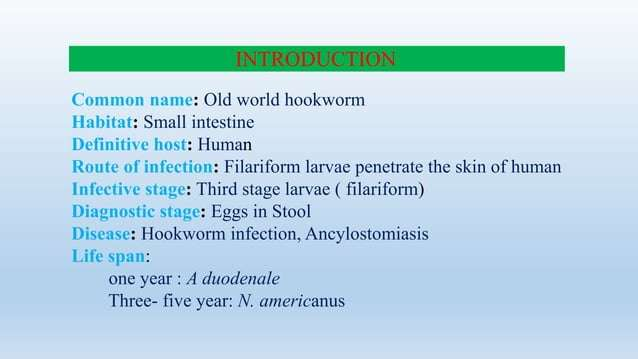 INTRODUCTION
Common name: Old world hookworm
Habitat: Small intestine
Definitive host: Human
Route of infection: Filariform larvae penetrate the skin of human
Infective stage: Third stage larvae ( filariform)
Diagnostic stage: Eggs in Stool
Disease: Hookworm infection, Ancylostomiasis
Life span:
one year : A duodenale
Three- five year: N. americanus